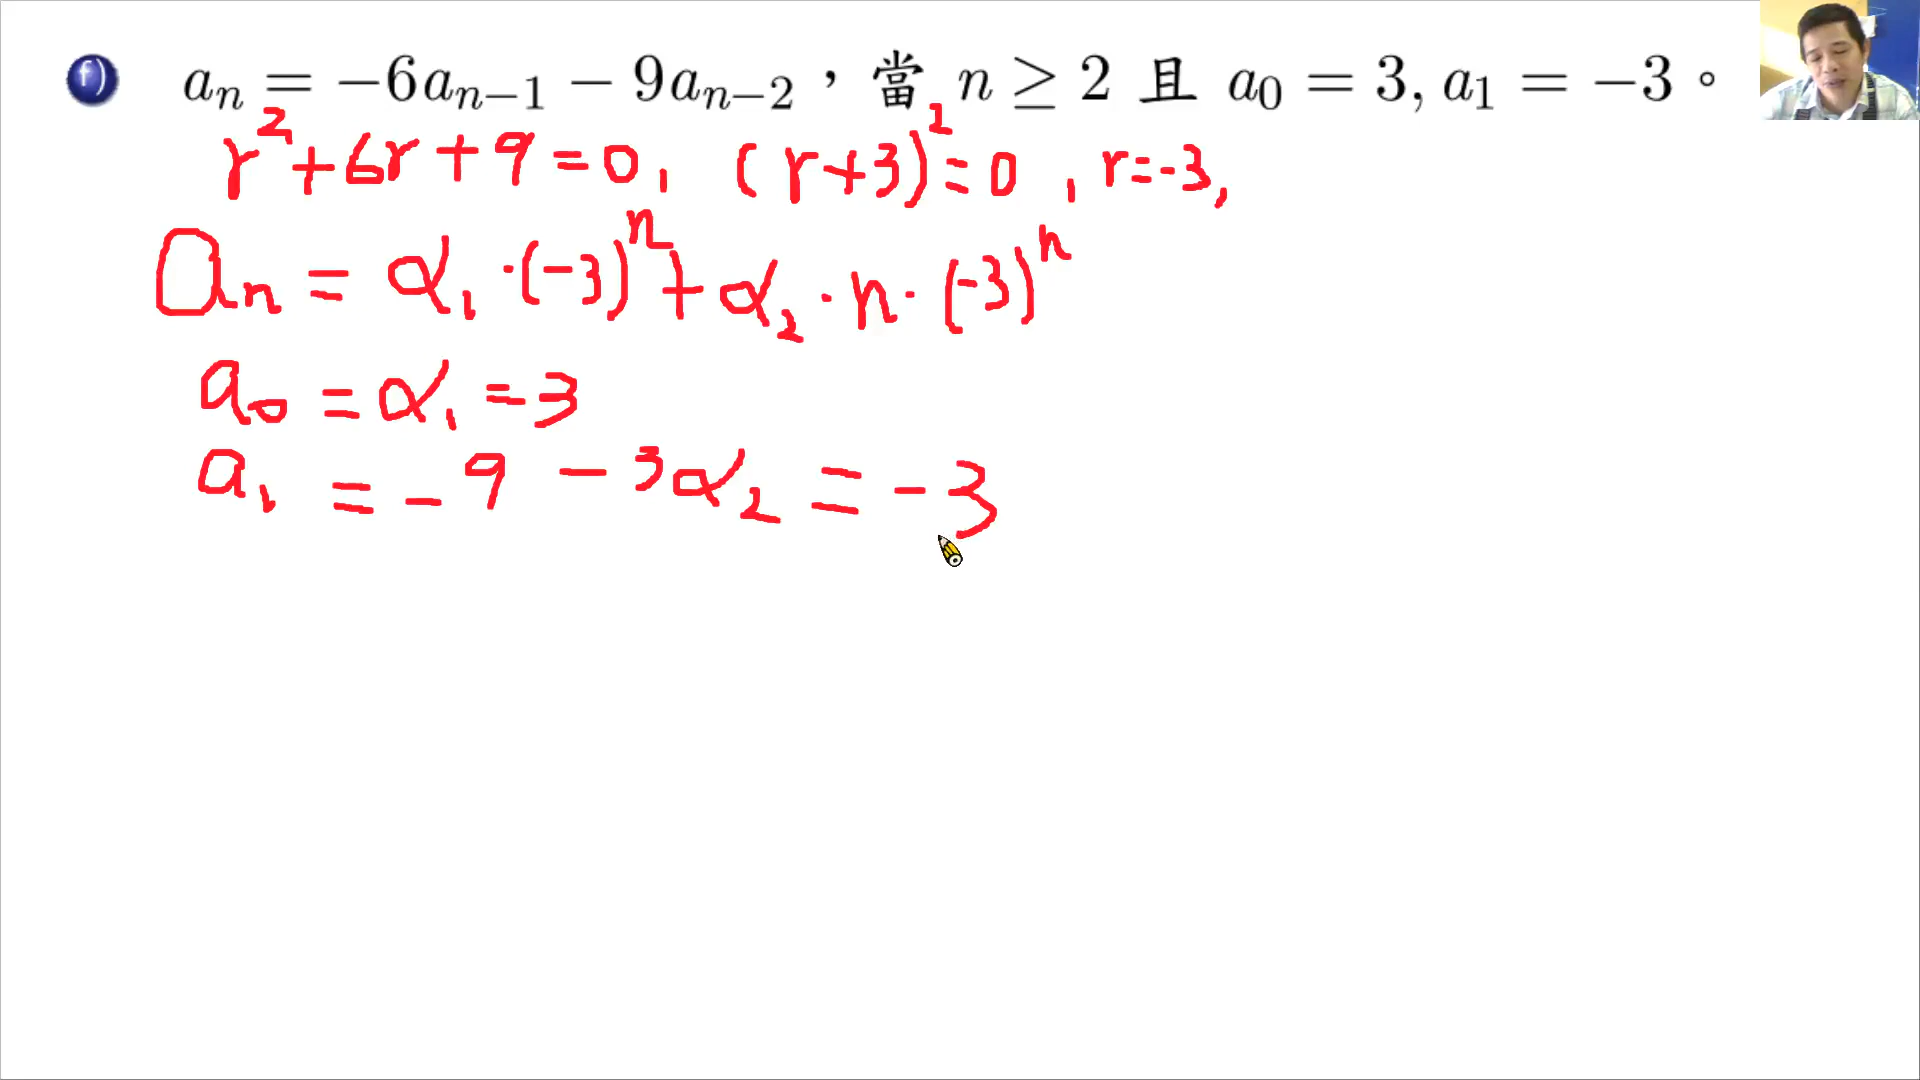 f) aₙ = −6aₙ₋₁ − 9aₙ₋₂，當 n ≥ 2 且 a₀ = 3, a₁ = −3。
r² + 6r + 9 = 0, (r+3)² = 0, r = -3,
aₙ = α₁ · (-3)ⁿ + α₂ · n · (-3)ⁿ
a₀ = α₁ = 3
a₁ = -9 - 3α₂ = -3